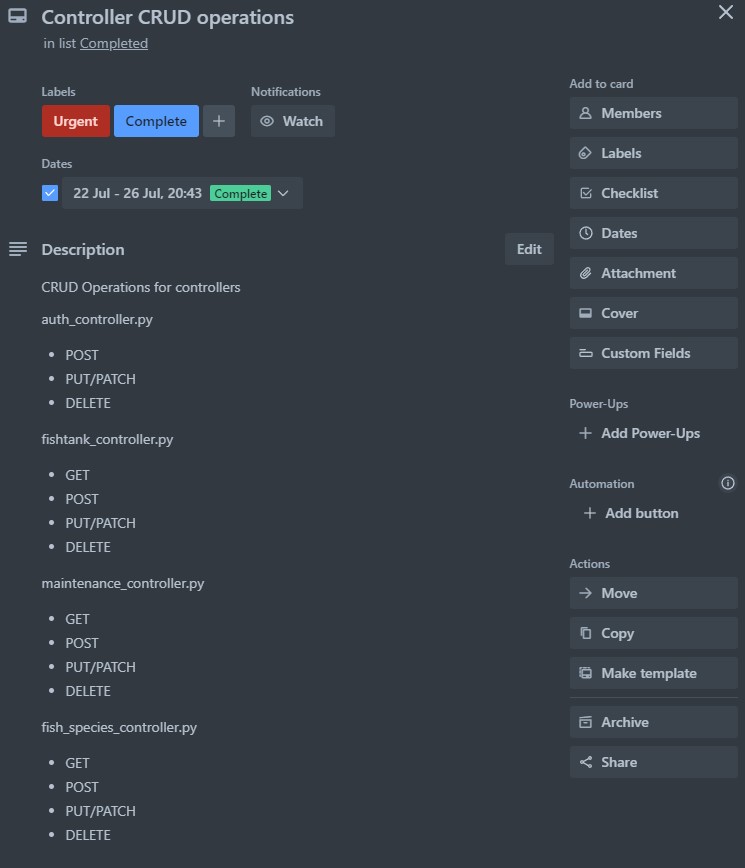 Controller CRUD operations
in list Completed
Labels
Notifications
Urgent
Complete
Watch
Dates
22 Jul - 26 Jul, 20:43 Complete
Description
Edit
CRUD Operations for controllers
auth_controller.py
POST
PUT/PATCH
DELETE
fishtank_controller.py
GET
POST
PUT/PATCH
DELETE
maintenance_controller.py
GET
POST
PUT/PATCH
DELETE
fish_species_controller.py
GET
POST
PUT/PATCH
DELETE
Add to card
Members
Labels
Checklist
Dates
Attachment
Cover
Custom Fields
Power-Ups
Add Power-Ups
Automation
Add button
Actions
Move
Copy
Make template
Archive
Share